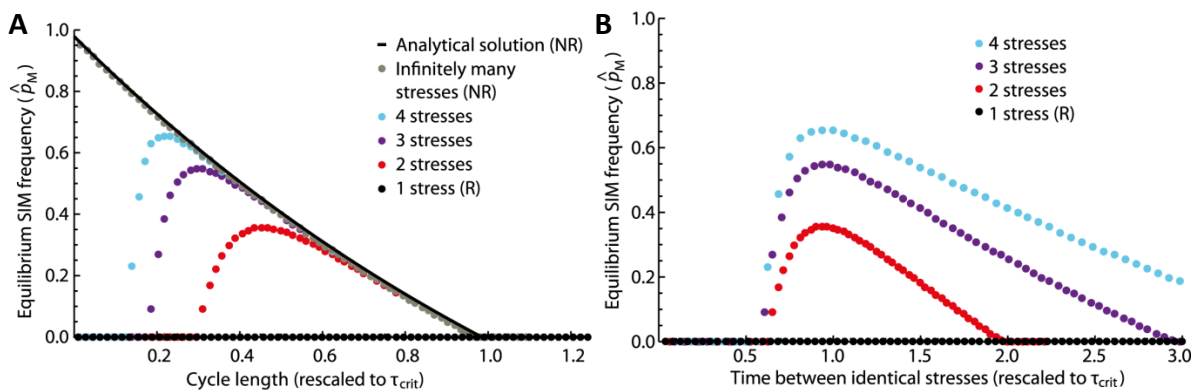 A
Equilibrium SIM frequency (p̂M)
1.0
0.8
0.6
0.4
0.2
0.0
0.2
0.4
0.6
0.8
1.0
1.2
Cycle length (rescaled to τcrit)
Analytical solution (NR)
Infinitely many
stresses (NR)
4 stresses
3 stresses
2 stresses
1 stress (R)
B
Equilibrium SIM frequency (p̂M)
1.0
0.8
0.6
0.4
0.2
0.0
0.5
1.0
1.5
2.0
2.5
3.0
Time between identical stresses (rescaled to τcrit)
4 stresses
3 stresses
2 stresses
1 stress (R)